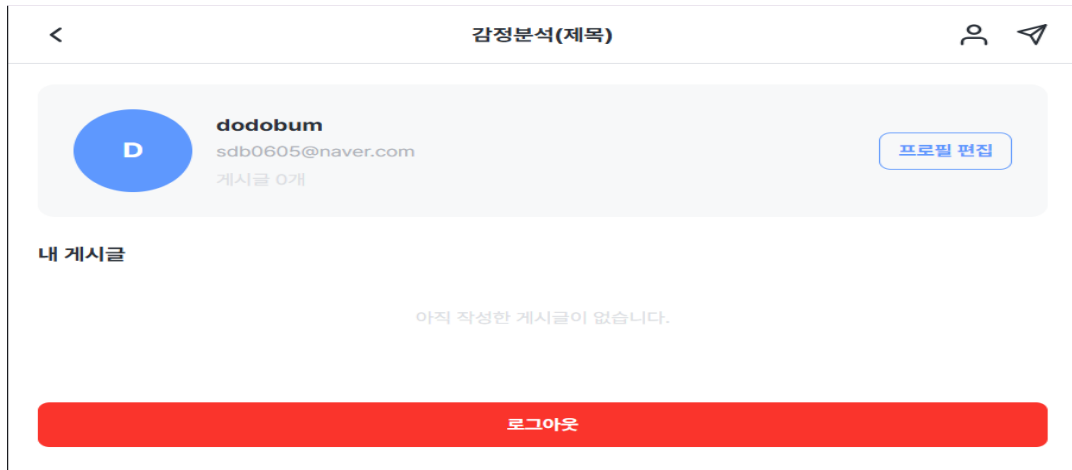 감정분석(제목)
D
dodobum
sdb0605@naver.com
게시글 0개
프로필 편집
내 게시글
아직 작성한 게시글이 없습니다.
로그아웃